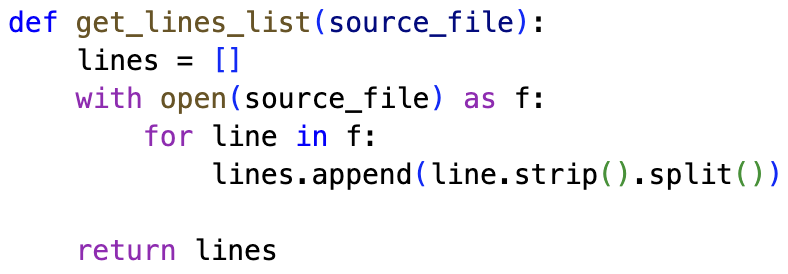 def get_lines_list(source_file):
    lines = []
    with open(source_file) as f:
        for line in f:
            lines.append(line.strip().split())

    return lines